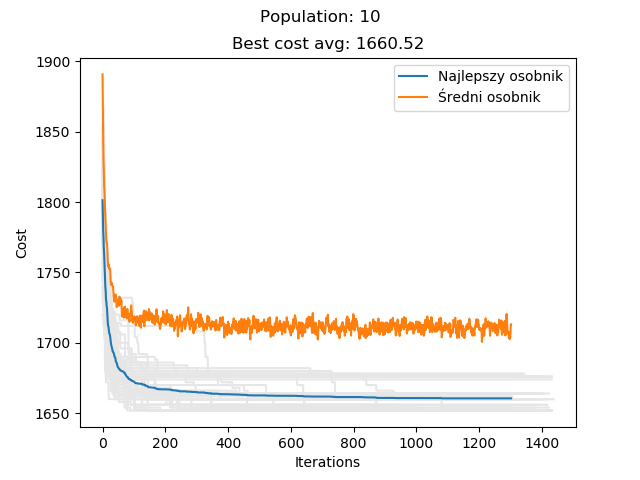 Population: 10
Best cost avg: 1660.52
1900
1850
1800
1750
1700
1650
Cost
Najlepszy osobnik
Średni osobnik
0 200 400 600 800 1000 1200 1400
Iterations